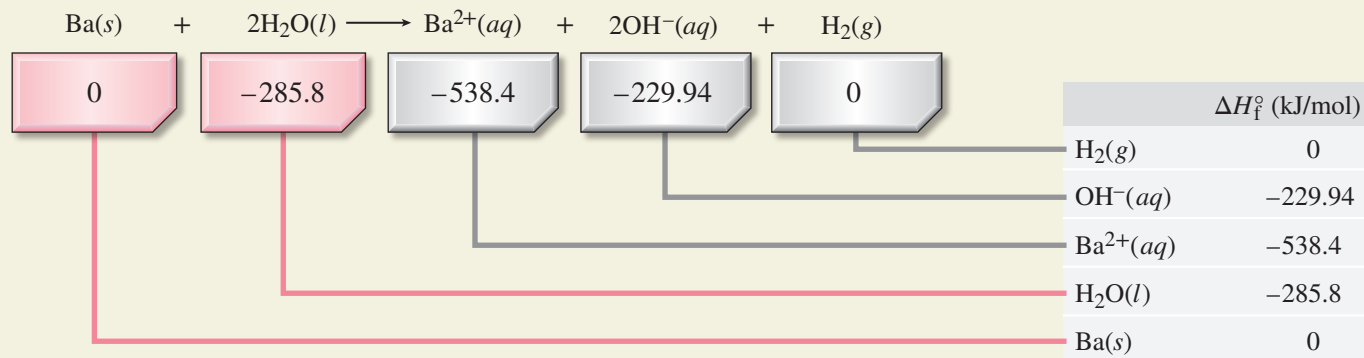 Ba(s) + 2H₂O(l) ⟶ Ba²⁺(aq) + 2OH⁻(aq) + H₂(g)
0 −285.8 −538.4 −229.94 0
ΔH°f (kJ/mol)
H₂(g) 0
OH⁻(aq) −229.94
Ba²⁺(aq) −538.4
H₂O(l) −285.8
Ba(s) 0